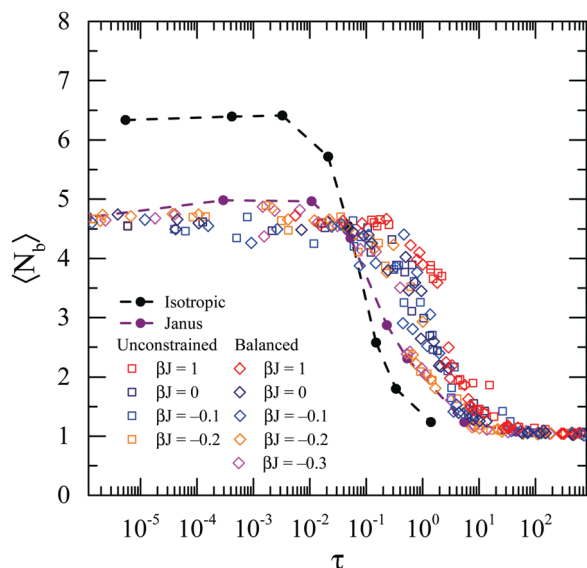 8
7
6
5
4
3
2
1
0
⟨N_b⟩
Isotropic
Janus
Unconstrained Balanced
βJ = 1 βJ = 1
βJ = 0 βJ = 0
βJ = –0.1 βJ = –0.1
βJ = –0.2 βJ = –0.2
βJ = –0.3
10^-5 10^-4 10^-3 10^-2 10^-1 10^0 10^1 10^2
τ